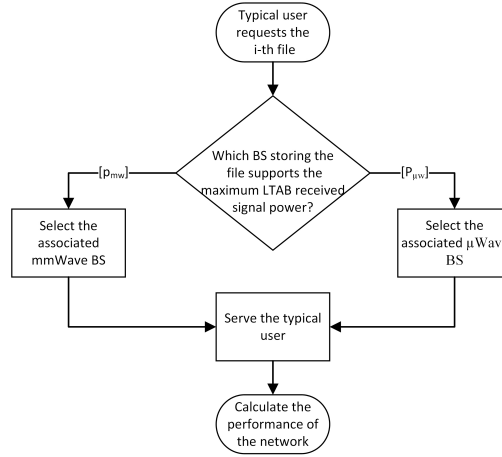 Typical user
requests the
i-th file
Which BS storing the
file supports the
maximum LTAB received
signal power?
[pmw]
[Pμw]
Select the
associated
mmWave BS
Select the
associated μWav
BS
Serve the typical
user
Calculate the
performance of
the network